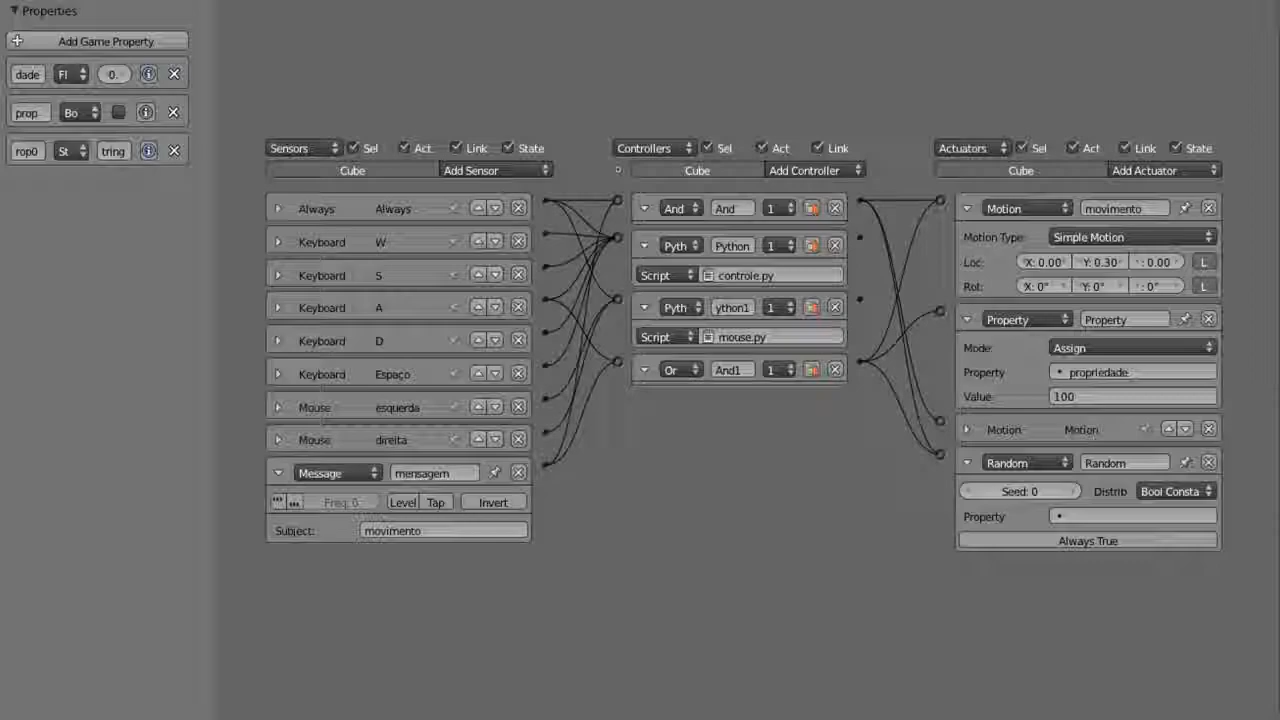 Properties
Add Game Property
dade Fl 0.
prop Bo
rop0 St tring
Sensors Sel Act Link State
Cube Add Sensor
Always Always
Keyboard W
Keyboard S
Keyboard A
Keyboard D
Keyboard Espaço
Mouse esquerda
Mouse direita
Message mensagem
Freq: 0 Level Tap Invert
Subject: movimento
Controllers Sel Act Link
Cube Add Controller
And And 1
Pyth Python 1
Script controle.py
Pyth ython1 1
Script mouse.py
Or And1 1
Actuators Sel Act Link State
Cube Add Actuator
Motion movimento
Motion Type: Simple Motion
Loc: X: 0.00 Y: 0.30 : 0.00 L
Rot: X: 0° Y: 0° : 0° L
Property Property
Mode: Assign
Property propriedade
Value: 100
Motion Motion
Random Random
Seed: 0 Distrib Bool Consta
Property
Always True